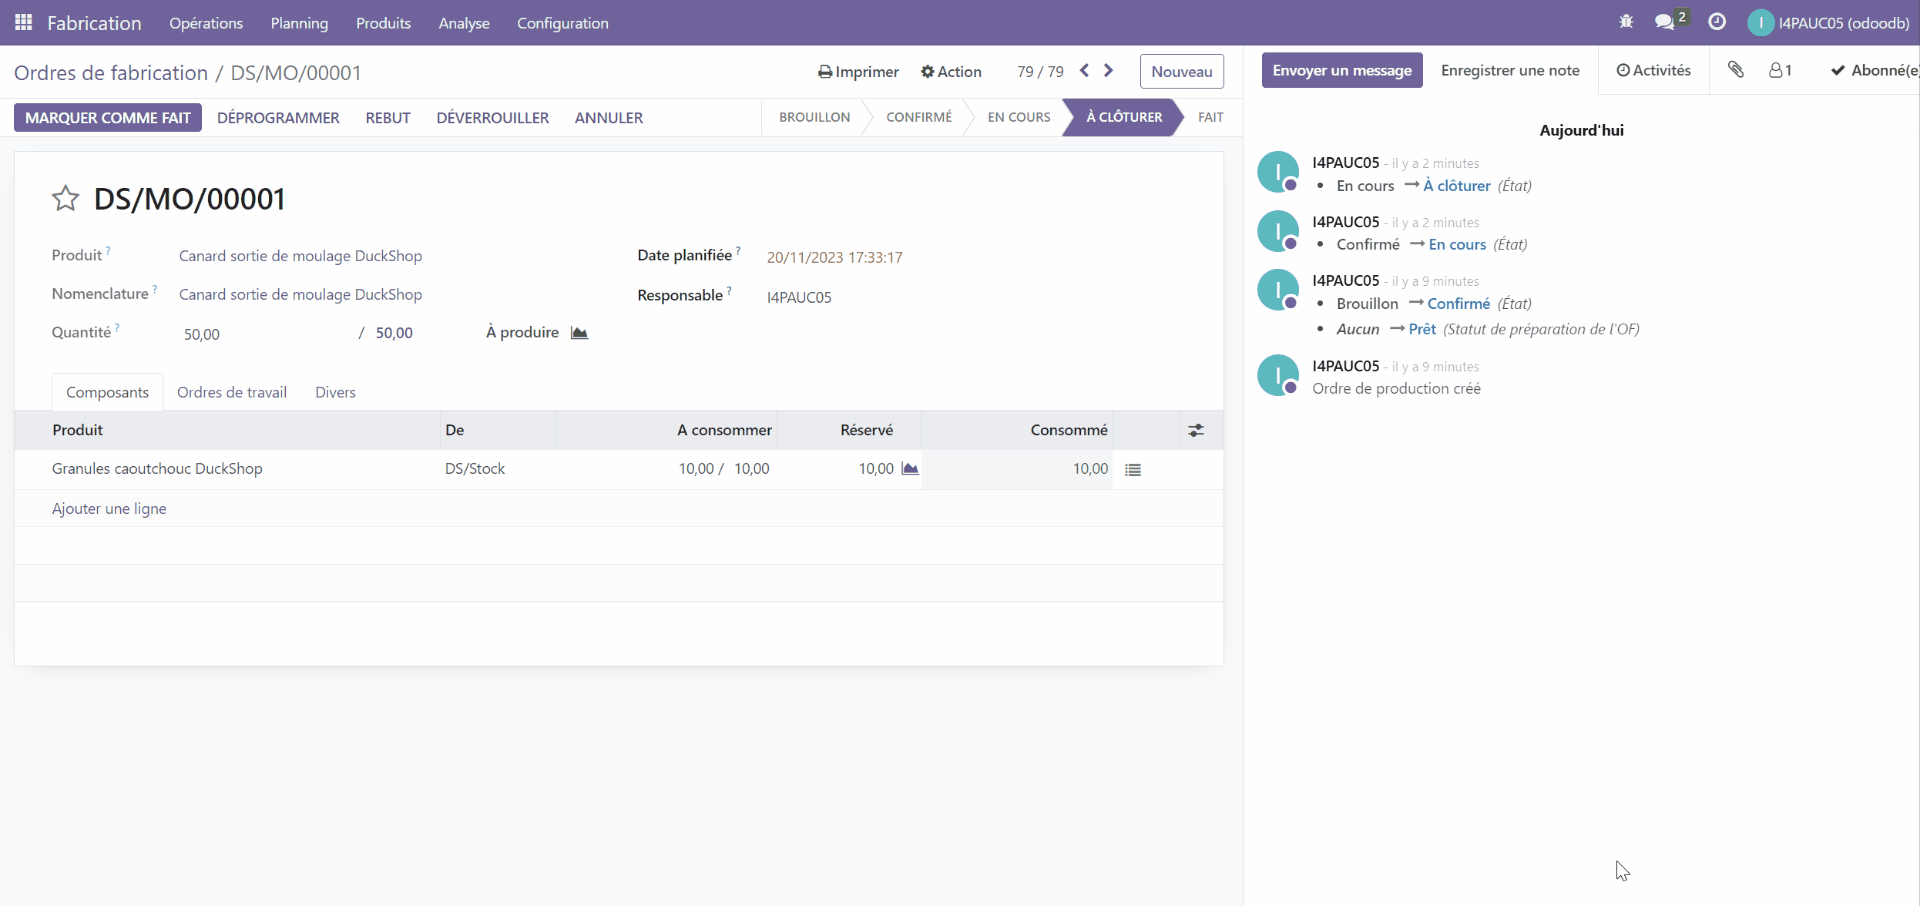 Fabrication Opérations Planning Produits Analyse Configuration 2 I I4PAUC05 (odoodb)
Ordres de fabrication / DS/MO/00001 Imprimer Action 79 / 79 Nouveau
Envoyer un message Enregistrer une note Activités 1 Abonné(e)
MARQUER COMME FAIT DÉPROGRAMMER REBUT DÉVERROUILLER ANNULER BROUILLON CONFIRMÉ EN COURS À CLÔTURER FAIT
DS/MO/00001
Produit ? Canard sortie de moulage DuckShop
Nomenclature ? Canard sortie de moulage DuckShop
Quantité ? 50,00 / 50,00 À produire
Date planifiée ? 20/11/2023 17:33:17
Responsable ? I4PAUC05
Composants Ordres de travail Divers
Produit De A consommer Réservé Consommé
Granules caoutchouc DuckShop DS/Stock 10,00 / 10,00 10,00 10,00
Ajouter une ligne
Aujourd'hui
I I4PAUC05 - il y a 2 minutes
• En cours → À clôturer (État)
I I4PAUC05 - il y a 2 minutes
• Confirmé → En cours (État)
I I4PAUC05 - il y a 9 minutes
• Brouillon → Confirmé (État)
• Aucun → Prêt (Statut de préparation de l'OF)
I I4PAUC05 - il y a 9 minutes
Ordre de production créé